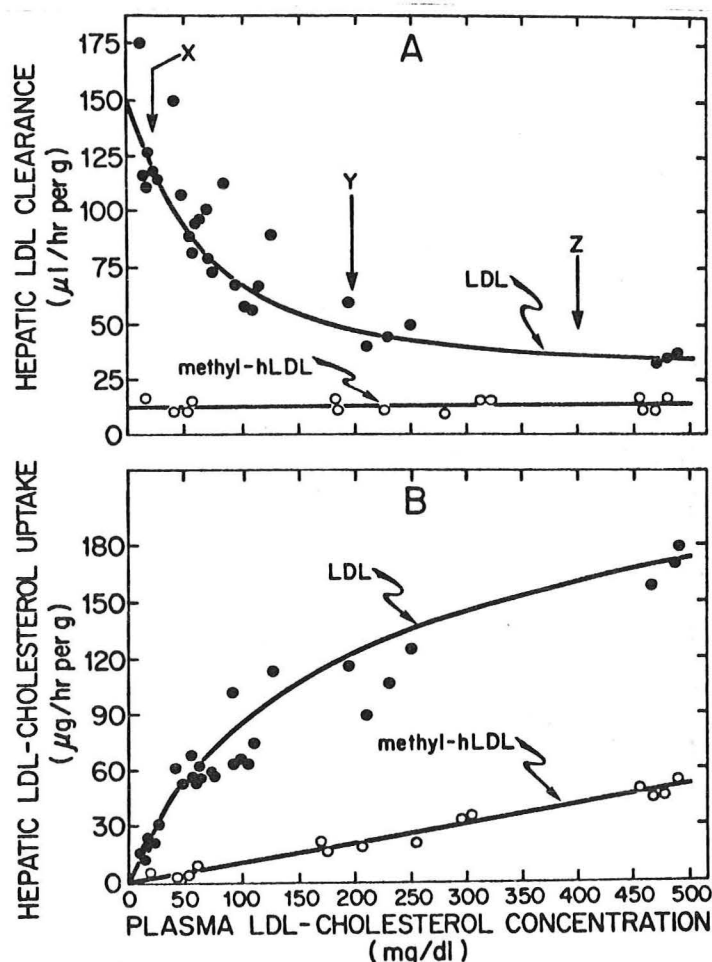 A
HEPATIC LDL CLEARANCE
(μl/hr per g)
175
150
125
100
75
50
25
0
X
Y
Z
LDL
methyl-hLDL
B
HEPATIC LDL-CHOLESTEROL UPTAKE
(μg/hr per g)
180
150
120
90
60
30
0
LDL
methyl-hLDL
0 50 100 150 200 250 300 350 400 450 500
PLASMA LDL-CHOLESTEROL CONCENTRATION
(mg/dl)